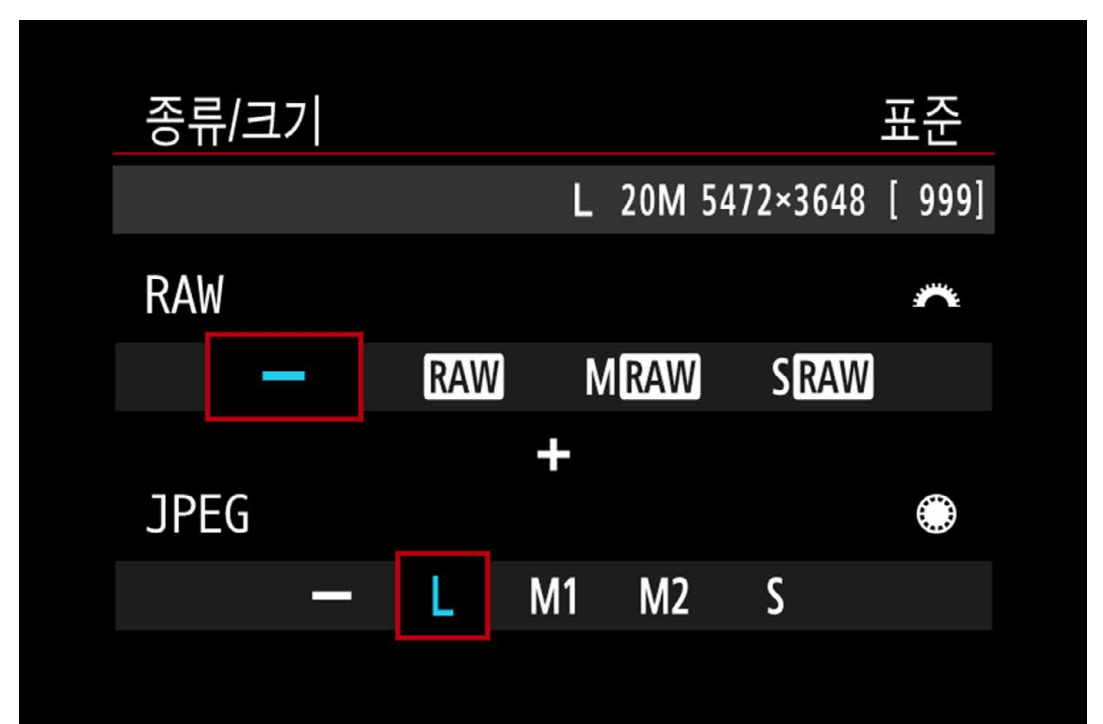 종류/크기 표준
L 20M 5472×3648 [ 999]
RAW
— RAW MRAW SRAW
+
JPEG
— L M1 M2 S